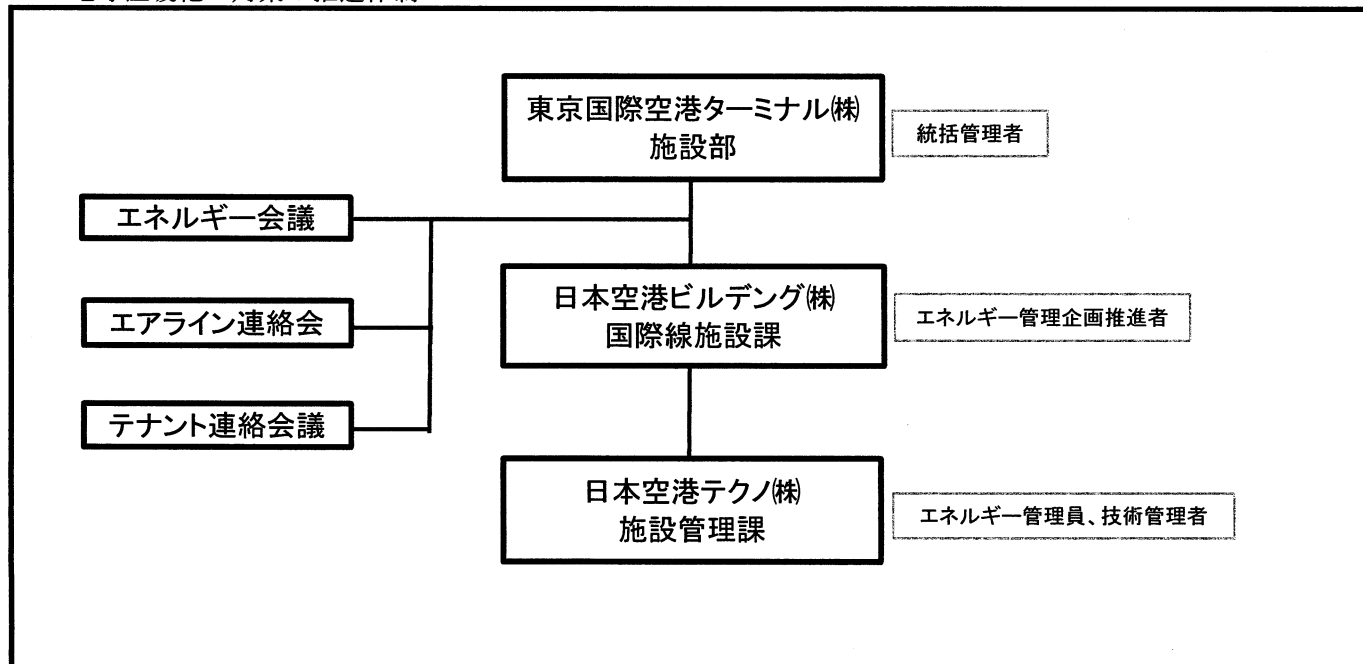 東京国際空港ターミナル㈱
施設部
統括管理者
エネルギー会議
日本空港ビルデング㈱
国際線施設課
エネルギー管理企画推進者
エアライン連絡会
テナント連絡会議
日本空港テクノ㈱
施設管理課
エネルギー管理員、技術管理者